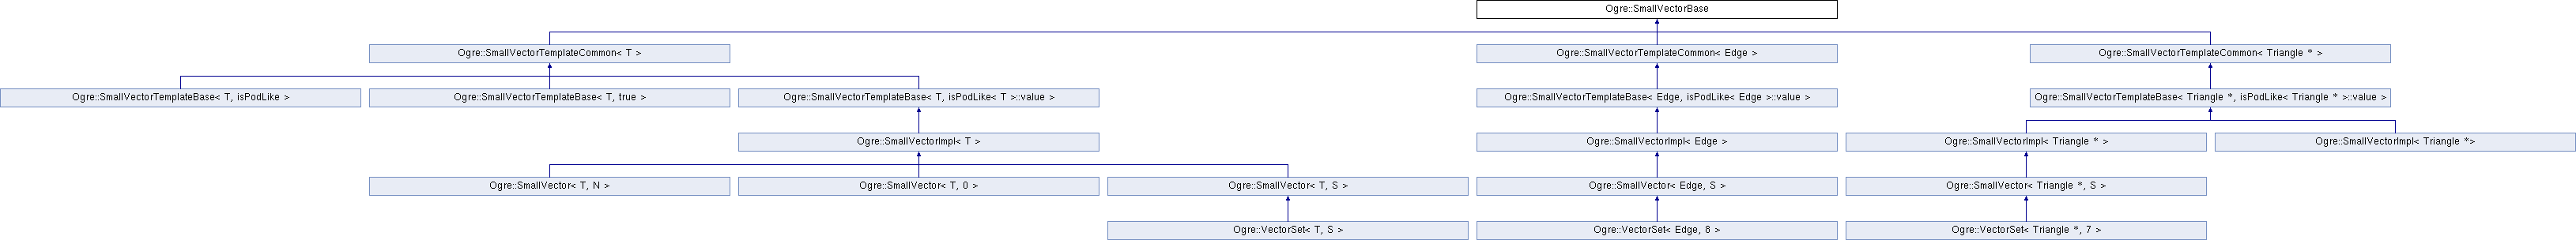 Ogre::SmallVectorBase
Ogre::SmallVectorTemplateCommon< T >
Ogre::SmallVectorTemplateCommon< Edge >
Ogre::SmallVectorTemplateCommon< Triangle * >
Ogre::SmallVectorTemplateBase< T, isPodLike >
Ogre::SmallVectorTemplateBase< T, true >
Ogre::SmallVectorTemplateBase< T, isPodLike< T >::value >
Ogre::SmallVectorTemplateBase< Edge, isPodLike< Edge >::value >
Ogre::SmallVectorTemplateBase< Triangle *, isPodLike< Triangle * >::value >
Ogre::SmallVectorImpl< T >
Ogre::SmallVectorImpl< Edge >
Ogre::SmallVectorImpl< Triangle * >
Ogre::SmallVectorImpl< Triangle *>
Ogre::SmallVector< T, N >
Ogre::SmallVector< T, 0 >
Ogre::SmallVector< T, S >
Ogre::SmallVector< Edge, S >
Ogre::SmallVector< Triangle *, S >
Ogre::VectorSet< T, S >
Ogre::VectorSet< Edge, 8 >
Ogre::VectorSet< Triangle *, 7 >